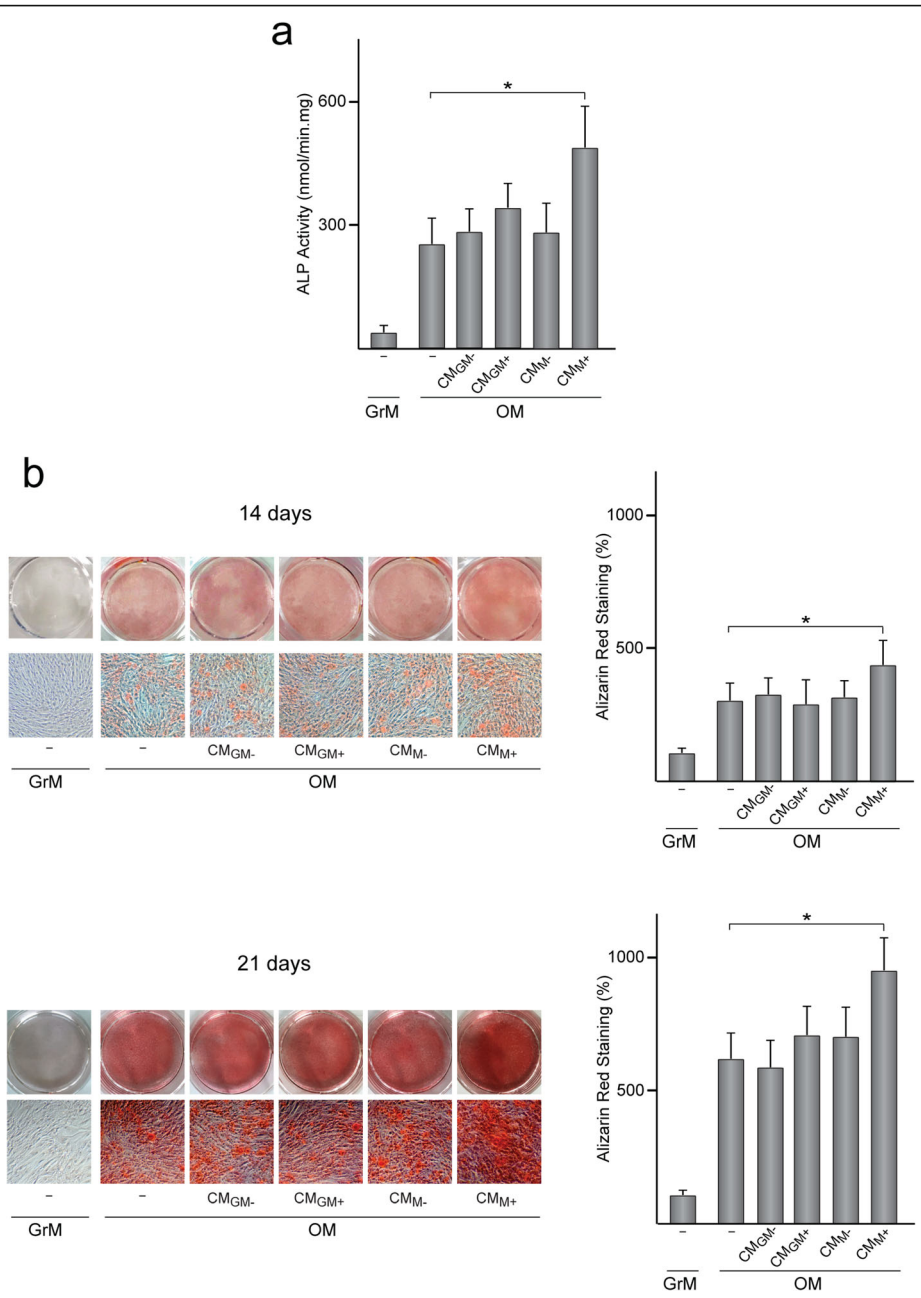 a
ALP Activity (nmol/min.mg)
600
300
*
– – CMGM- CMGM+ CMM- CMM+
GrM OM
b
14 days
– – CMGM- CMGM+ CMM- CMM+
GrM OM
Alizarin Red Staining (%)
1000
500
*
– – CMGM- CMGM+ CMM- CMM+
GrM OM
21 days
– – CMGM- CMGM+ CMM- CMM+
GrM OM
Alizarin Red Staining (%)
1000
500
*
– – CMGM- CMGM+ CMM- CMM+
GrM OM